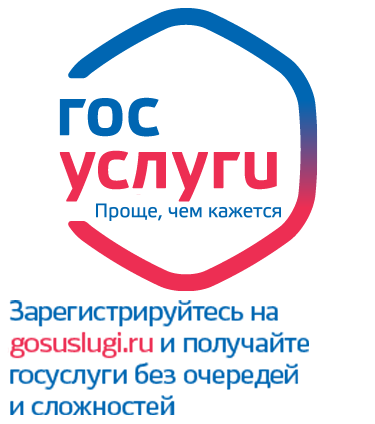 гос
услуги
Проще, чем кажется
Зарегистрируйтесь на
gosuslugi.ru и получайте
госуслуги без очередей
и сложностей